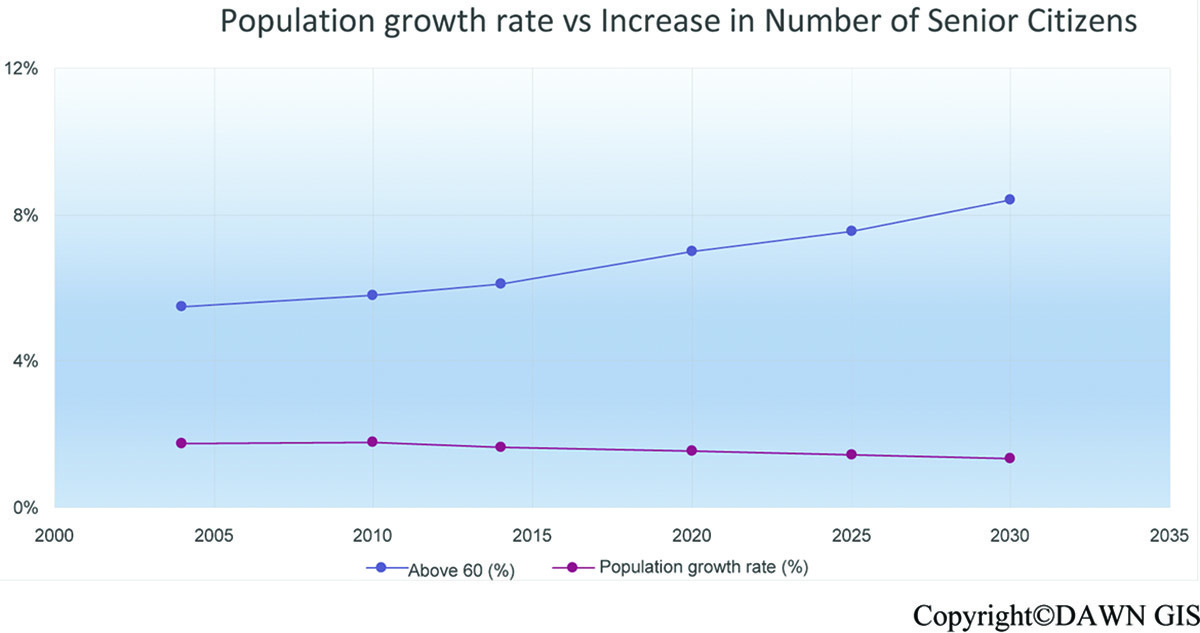 Population growth rate vs Increase in Number of Senior Citizens
12%
8%
4%
0%
2000 2005 2010 2015 2020 2025 2030 2035
Above 60 (%) Population growth rate (%)
Copyright©DAWN GIS